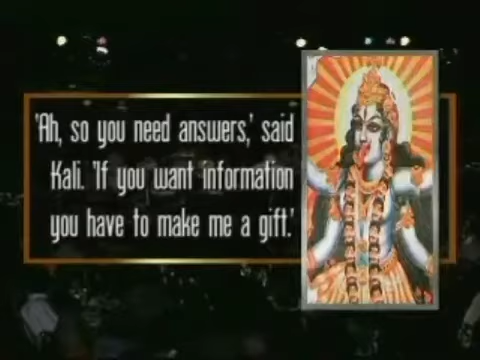 'Ah, so you need answers,' said
Kali. 'If you want information
you have to make me a gift.'